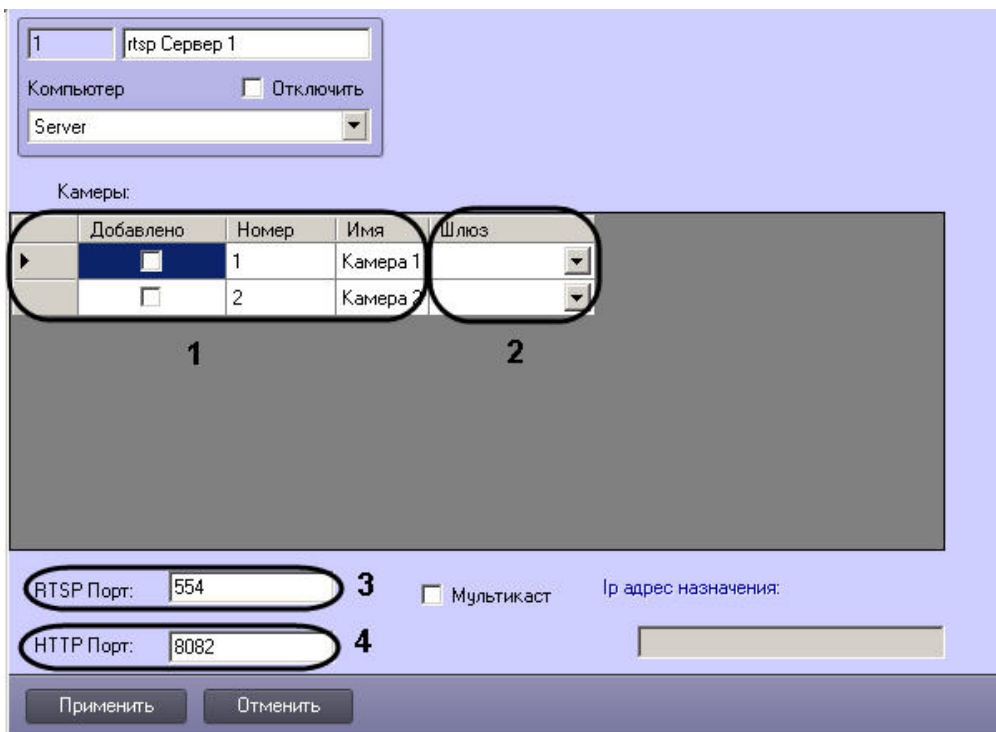 1 rtsp Сервер 1
Компьютер Отключить
Server
Камеры:
Добавлено Номер Имя Шлюз
1 Камера 1
2 Камера 2
1 2
RTSP Порт: 554 3 Мультикаст Ip адрес назначения:
HTTP Порт: 8082 4
Применить Отменить